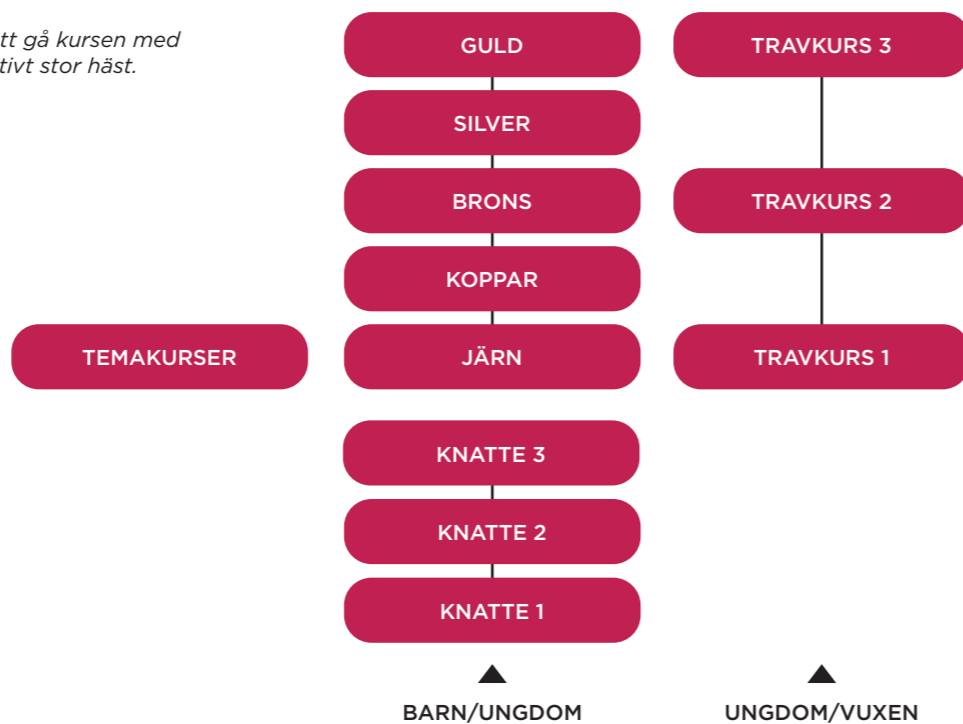 tt gå kursen med
tivt stor häst.
GULD
TRAVKURS 3
SILVER
BRONS
TRAVKURS 2
KOPPAR
TEMAKURSER
JÄRN
TRAVKURS 1
KNATTE 3
KNATTE 2
KNATTE 1
BARN/UNGDOM
UNGDOM/VUXEN